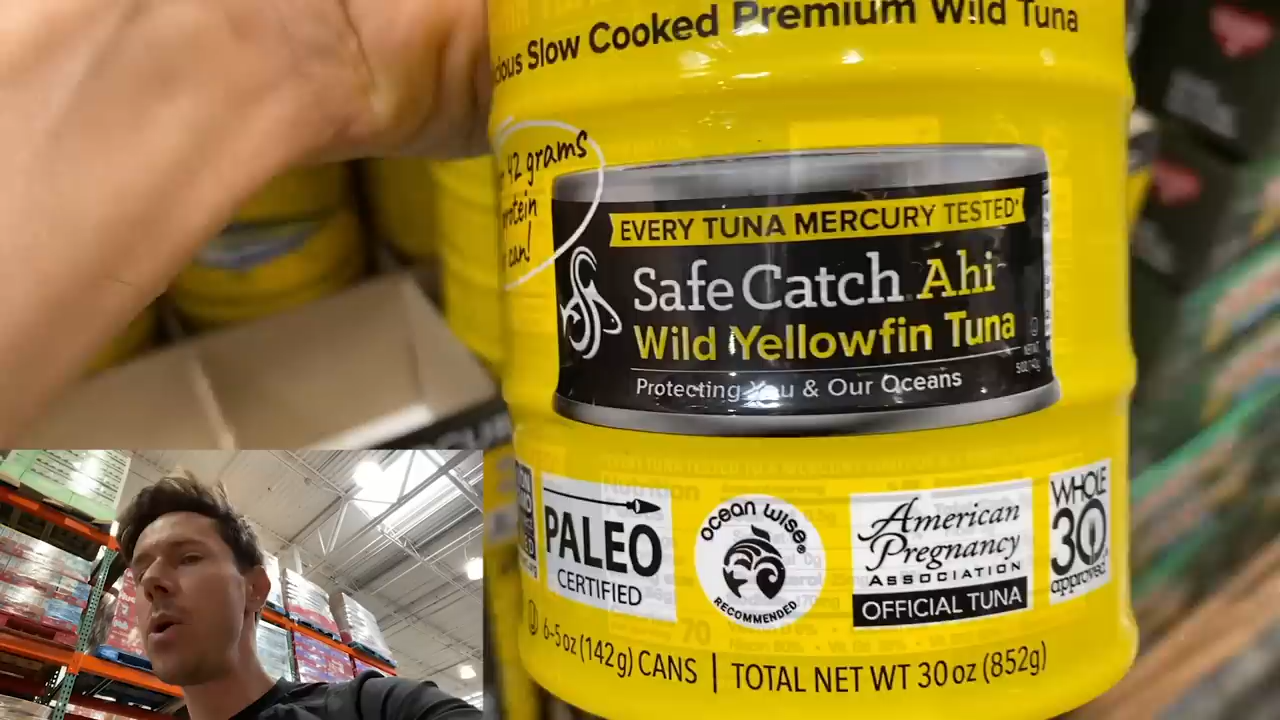 Slow Cooked Premium Wild Tuna
42 grams
can!
EVERY TUNA MERCURY TESTED*
Safe Catch Ahi
Wild Yellowfin Tuna
Protecting You & Our Oceans
PALEO
CERTIFIED
ocean wise®
RECOMMENDED
American
Pregnancy
ASSOCIATION
OFFICIAL TUNA
WHOLE
30
approved
6-5 oz (142g) CANS | TOTAL NET WT 30 oz (852g)